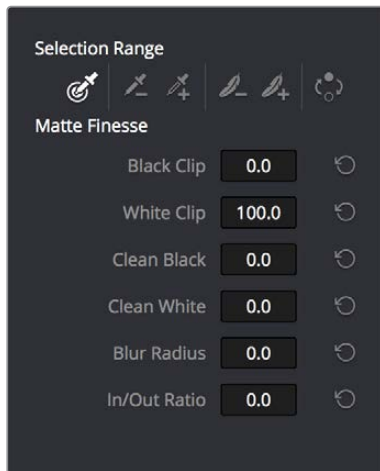 Selection Range
Matte Finesse
Black Clip 0.0
White Clip 100.0
Clean Black 0.0
Clean White 0.0
Blur Radius 0.0
In/Out Ratio 0.0